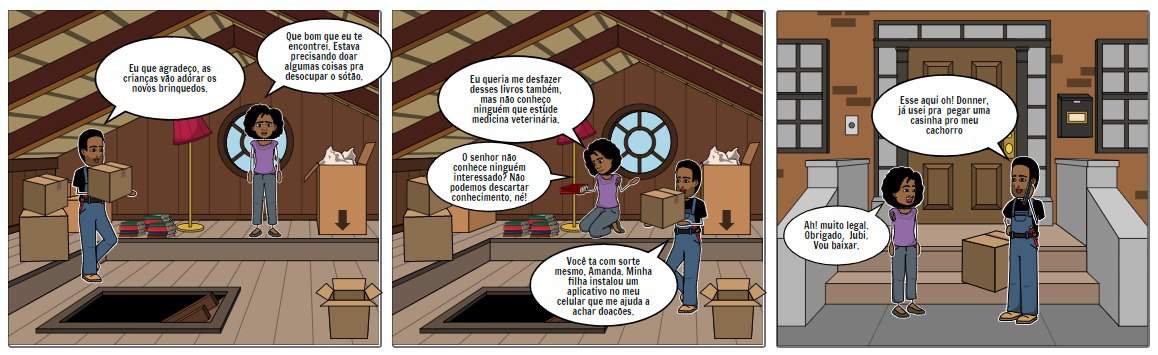 Que bom que eu te
encontrei. Estava
precisando doar
algumas coisas pra
desocupar o sótão.
Eu que agradeço, as
crianças vão adorar os
novos brinquedos.
Eu queria me desfazer
desses livros também,
mas não conheço
ninguém que estude
medicina veterinária.
O senhor não
conhece ninguém
interessado? Não
podemos descartar
conhecimento, né!
Você ta com sorte
mesmo, Amanda. Minha
filha instalou um
aplicativo no meu
celular que me ajuda a
achar doações.
Esse aqui oh! Donner,
já usei pra pegar uma
casinha pro meu
cachorro
Ah! muito legal.
Obrigado, Jubi.
Vou baixar.